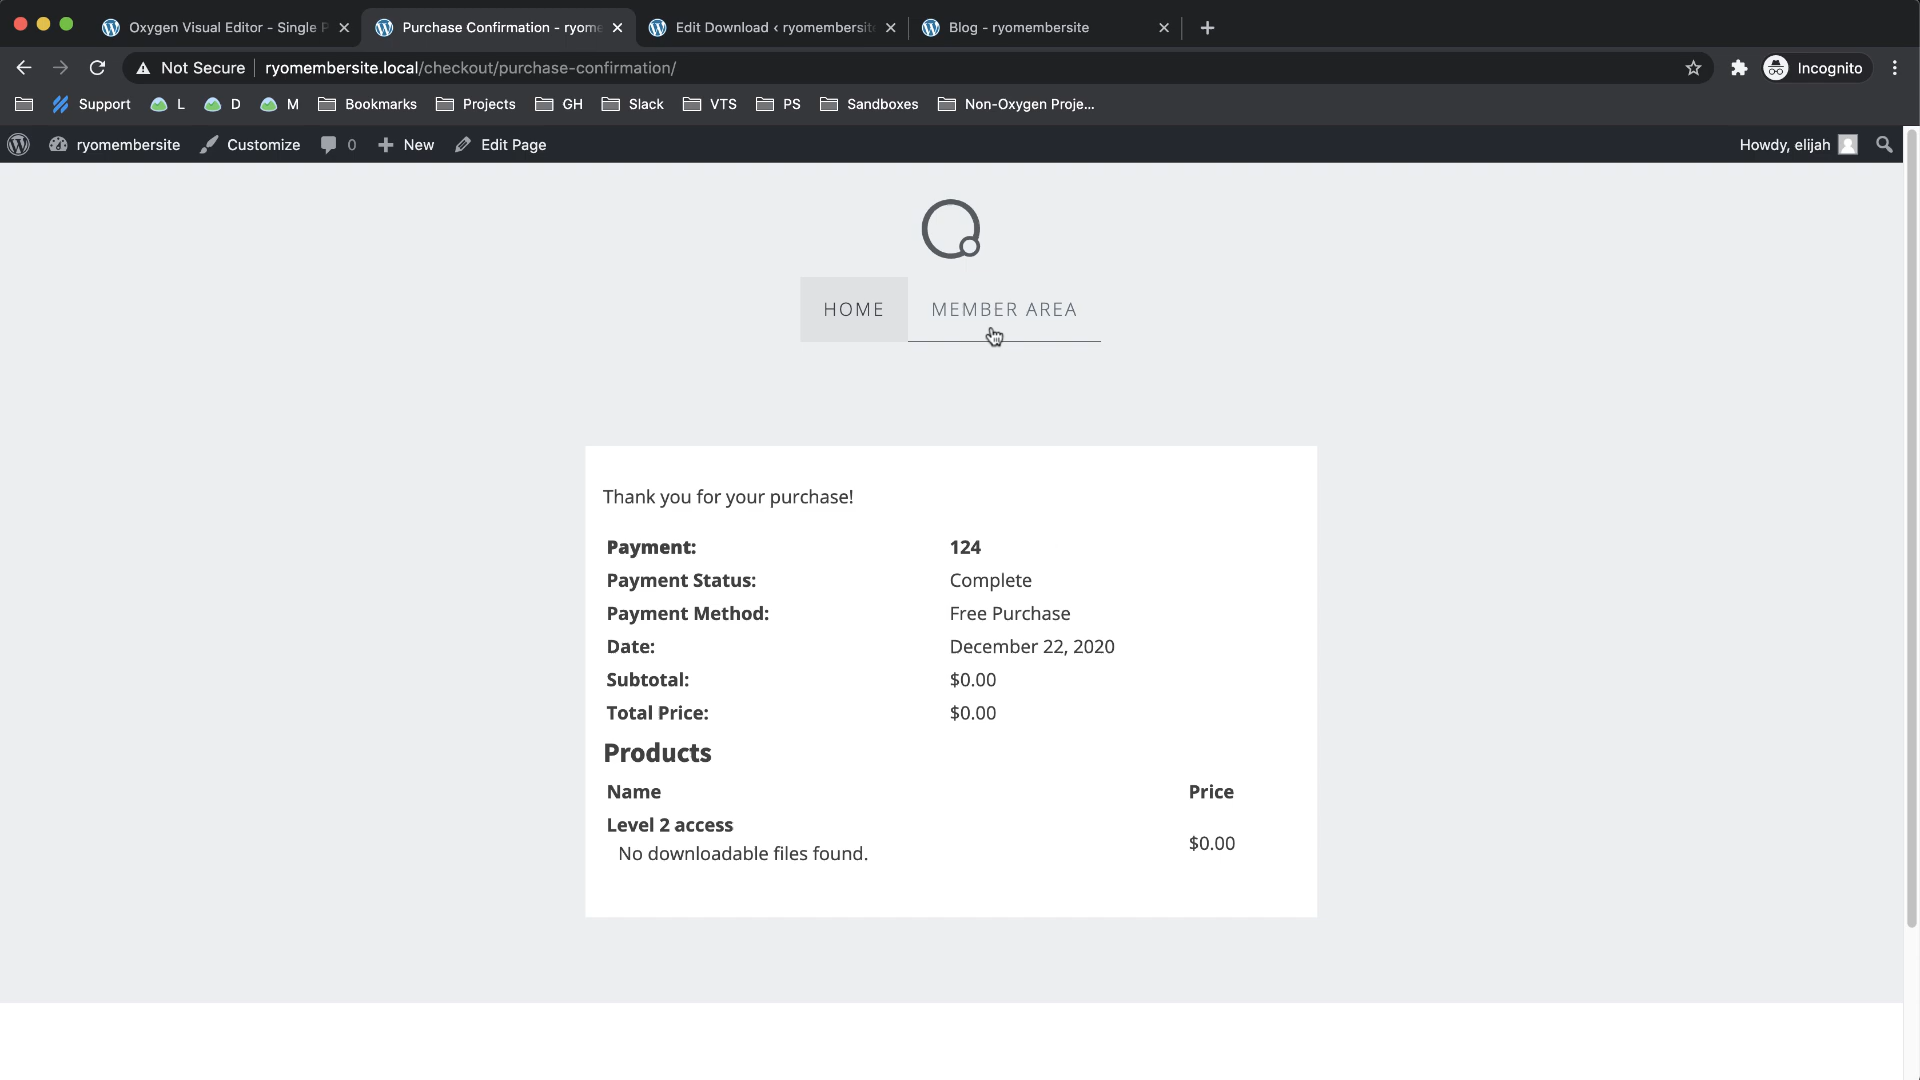 Oxygen Visual Editor - Single P
Purchase Confirmation - ryome
Edit Download ‹ ryomembersite
Blog - ryomembersite
Not Secure
ryomembersite.local/checkout/purchase-confirmation/
Incognito
Support
L
D
M
Bookmarks
Projects
GH
Slack
VTS
PS
Sandboxes
Non-Oxygen Proje...
ryomembersite
Customize
0
New
Edit Page
Howdy, elijah
HOME
MEMBER AREA
Thank you for your purchase!
Payment: 124
Payment Status: Complete
Payment Method: Free Purchase
Date: December 22, 2020
Subtotal: $0.00
Total Price: $0.00
Products
Name Price
Level 2 access
$0.00
No downloadable files found.